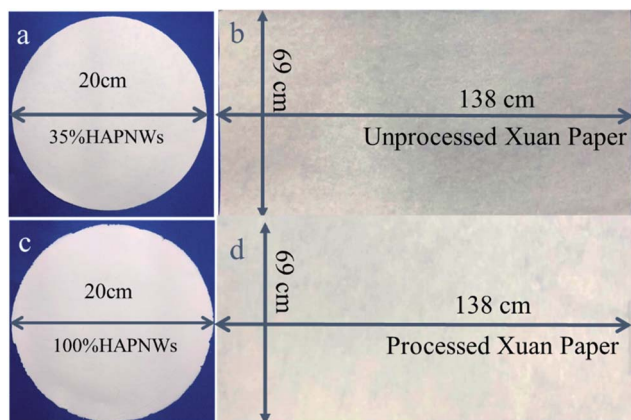 a
20cm
35%HAPNWs
b
69 cm
138 cm
Unprocessed Xuan Paper
c
20cm
100%HAPNWs
d
69 cm
138 cm
Processed Xuan Paper